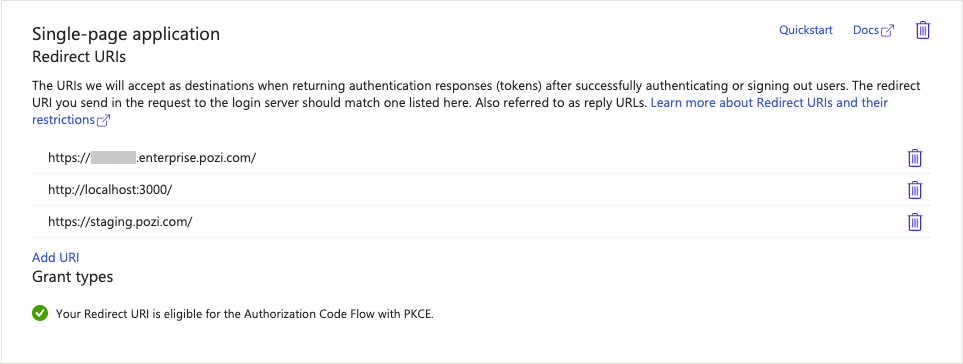 Single-page application
Quickstart
Docs
Redirect URIs
The URIs we will accept as destinations when returning authentication responses (tokens) after successfully authenticating or signing out users. The redirect
URI you send in the request to the login server should match one listed here. Also referred to as reply URLs. Learn more about Redirect URIs and their
restrictions
https:// .enterprise.pozi.com/
http://localhost:3000/
https://staging.pozi.com/
Add URI
Grant types
Your Redirect URI is eligible for the Authorization Code Flow with PKCE.